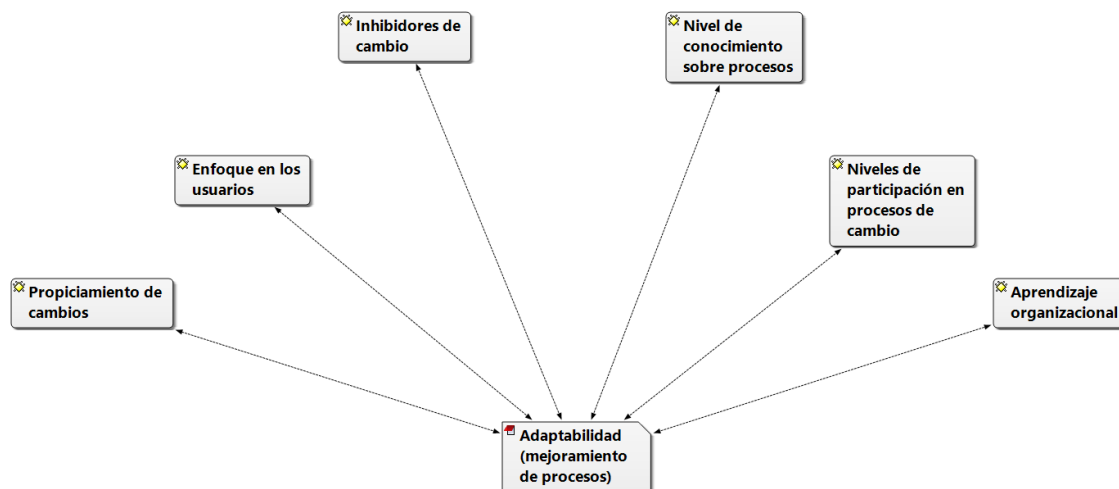 Inhibidores de
cambio
Nivel de
conocimiento
sobre procesos
Enfoque en los
usuarios
Niveles de
participación en
procesos de
cambio
Propiciamiento de
cambios
Aprendizaje
organizacional
Adaptabilidad
(mejoramiento
de procesos)